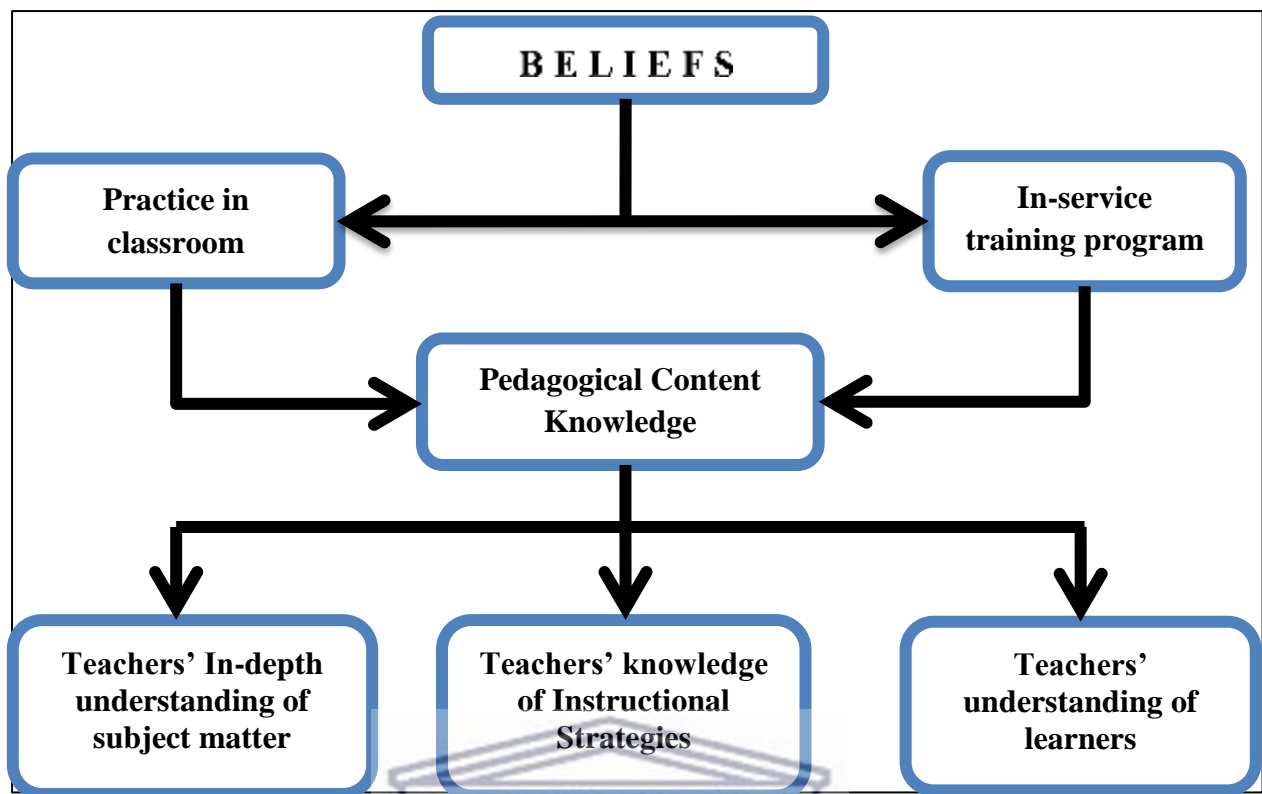 B E L I E F S
Practice in
classroom
In-service
training program
Pedagogical Content
Knowledge
Teachers’ In-depth
understanding of
subject matter
Teachers’ knowledge
of Instructional
Strategies
Teachers’
understanding of
learners